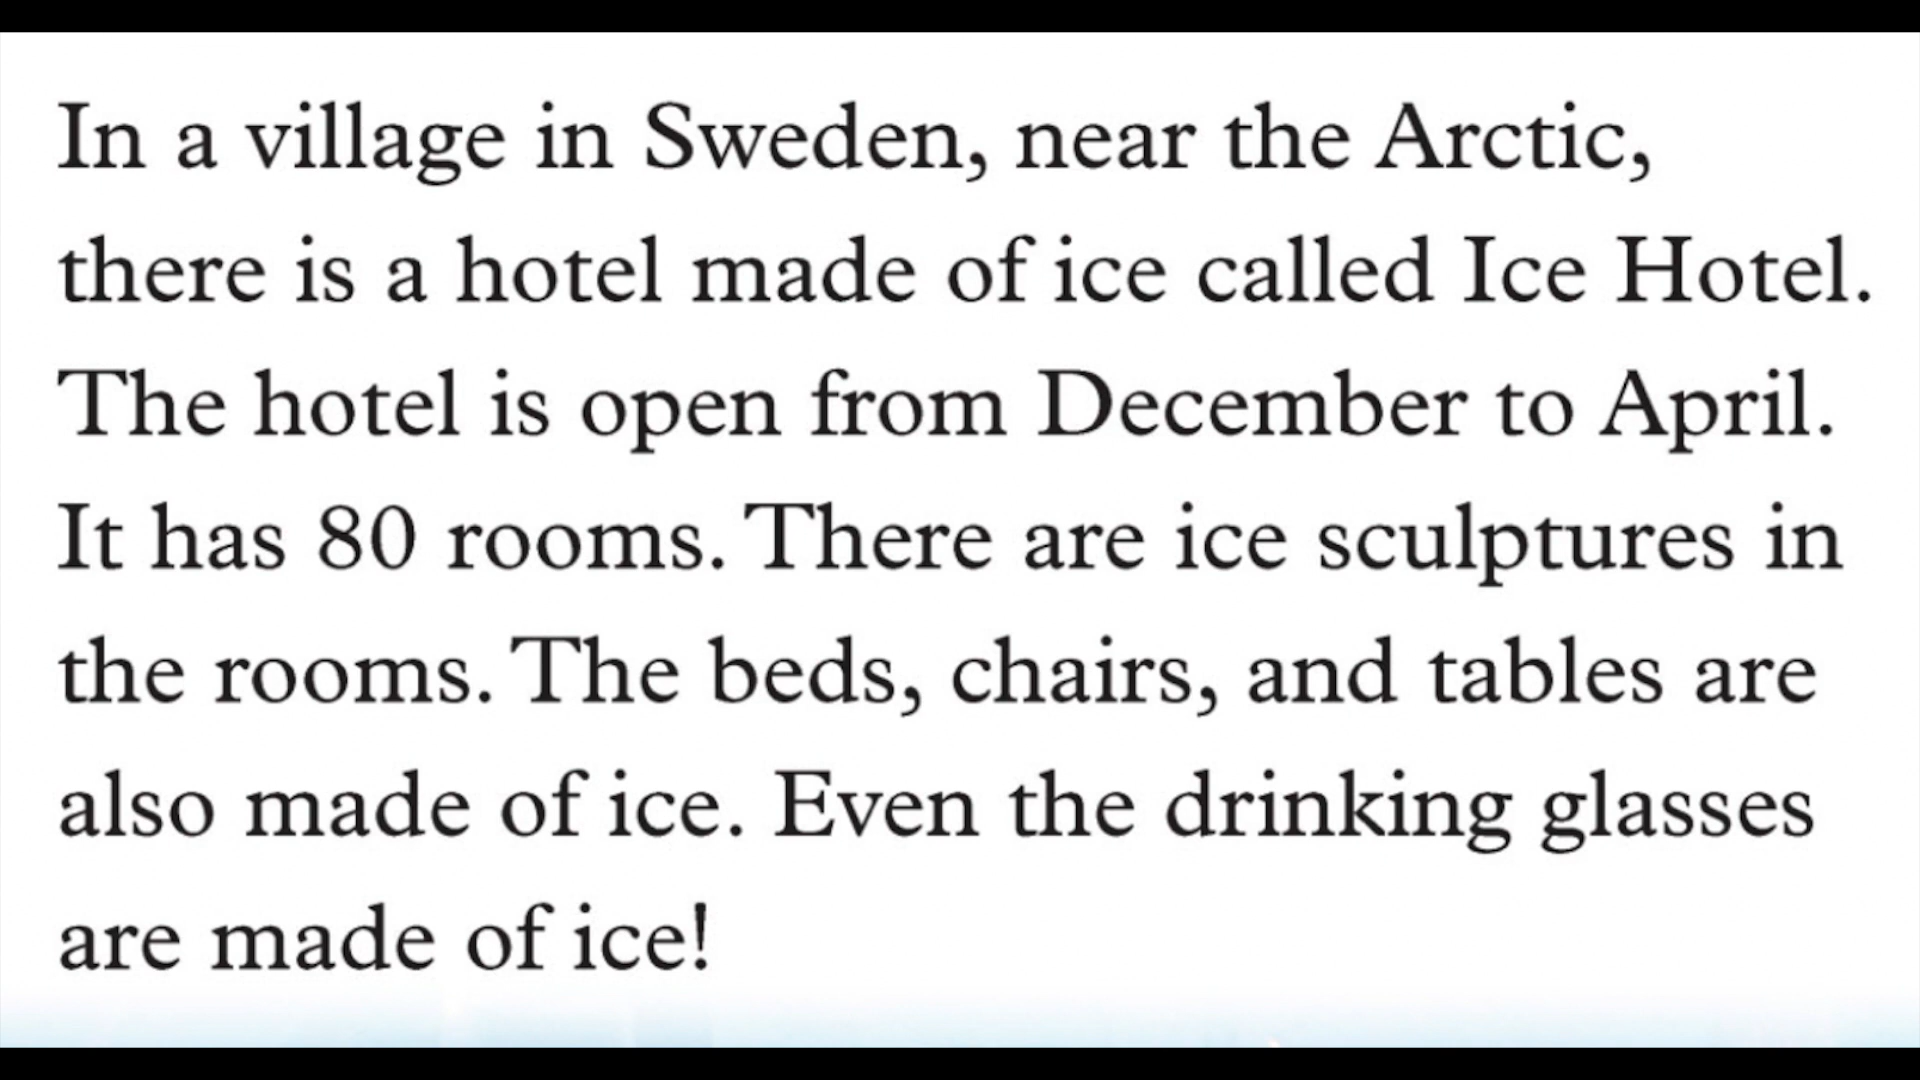 In a village in Sweden, near the Arctic,
there is a hotel made of ice called Ice Hotel.
The hotel is open from December to April.
It has 80 rooms. There are ice sculptures in
the rooms. The beds, chairs, and tables are
also made of ice. Even the drinking glasses
are made of ice!